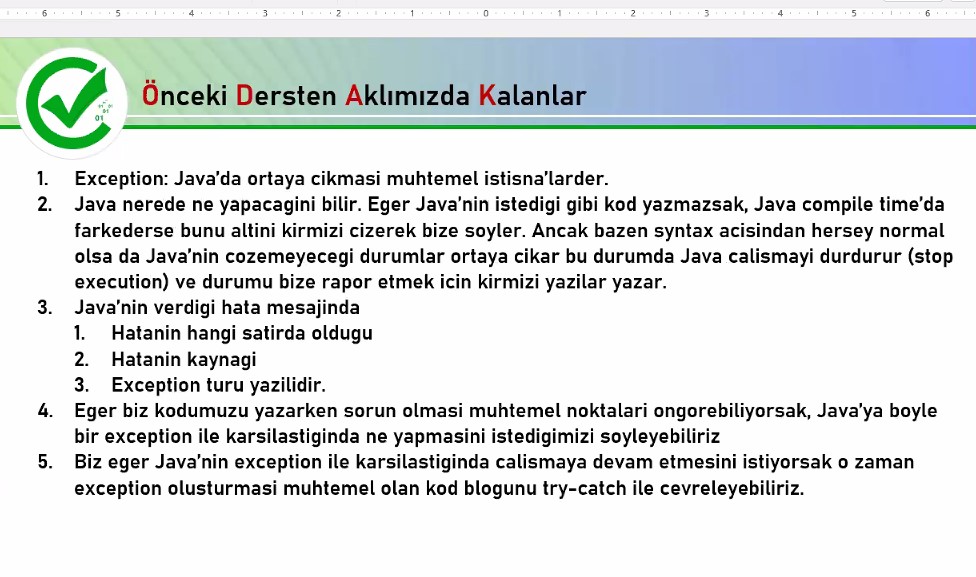 6 5 4 3 2 1 0 1 2 3 4 5 6
Önceki Dersten Aklımızda Kalanlar
01
1. Exception: Java'da ortaya cikmasi muhtemel istisna'larder.
2. Java nerede ne yapacagini bilir. Eger Java'nin istedigi gibi kod yazmazsak, Java compile time'da
farkederse bunu altini kirmizi cizerek bize soyler. Ancak bazen syntax acisindan hersey normal
olsa da Java'nin cozemeyecegi durumlar ortaya cikar bu durumda Java calismayi durdurur (stop
execution) ve durumu bize rapor etmek icin kirmizi yazilar yazar.
3. Java'nin verdigi hata mesajinda
1. Hatanin hangi satirda oldugu
2. Hatanin kaynagi
3. Exception turu yazilidir.
4. Eger biz kodumuzu yazarken sorun olmasi muhtemel noktalari ongorebiliyorsak, Java'ya boyle
bir exception ile karsilastiginda ne yapmasini istedigimizi soyleyebiliriz
5. Biz eger Java'nin exception ile karsilastiginda calismaya devam etmesini istiyorsak o zaman
exception olusturmasi muhtemel olan kod blogunu try-catch ile cevreleyebiliriz.